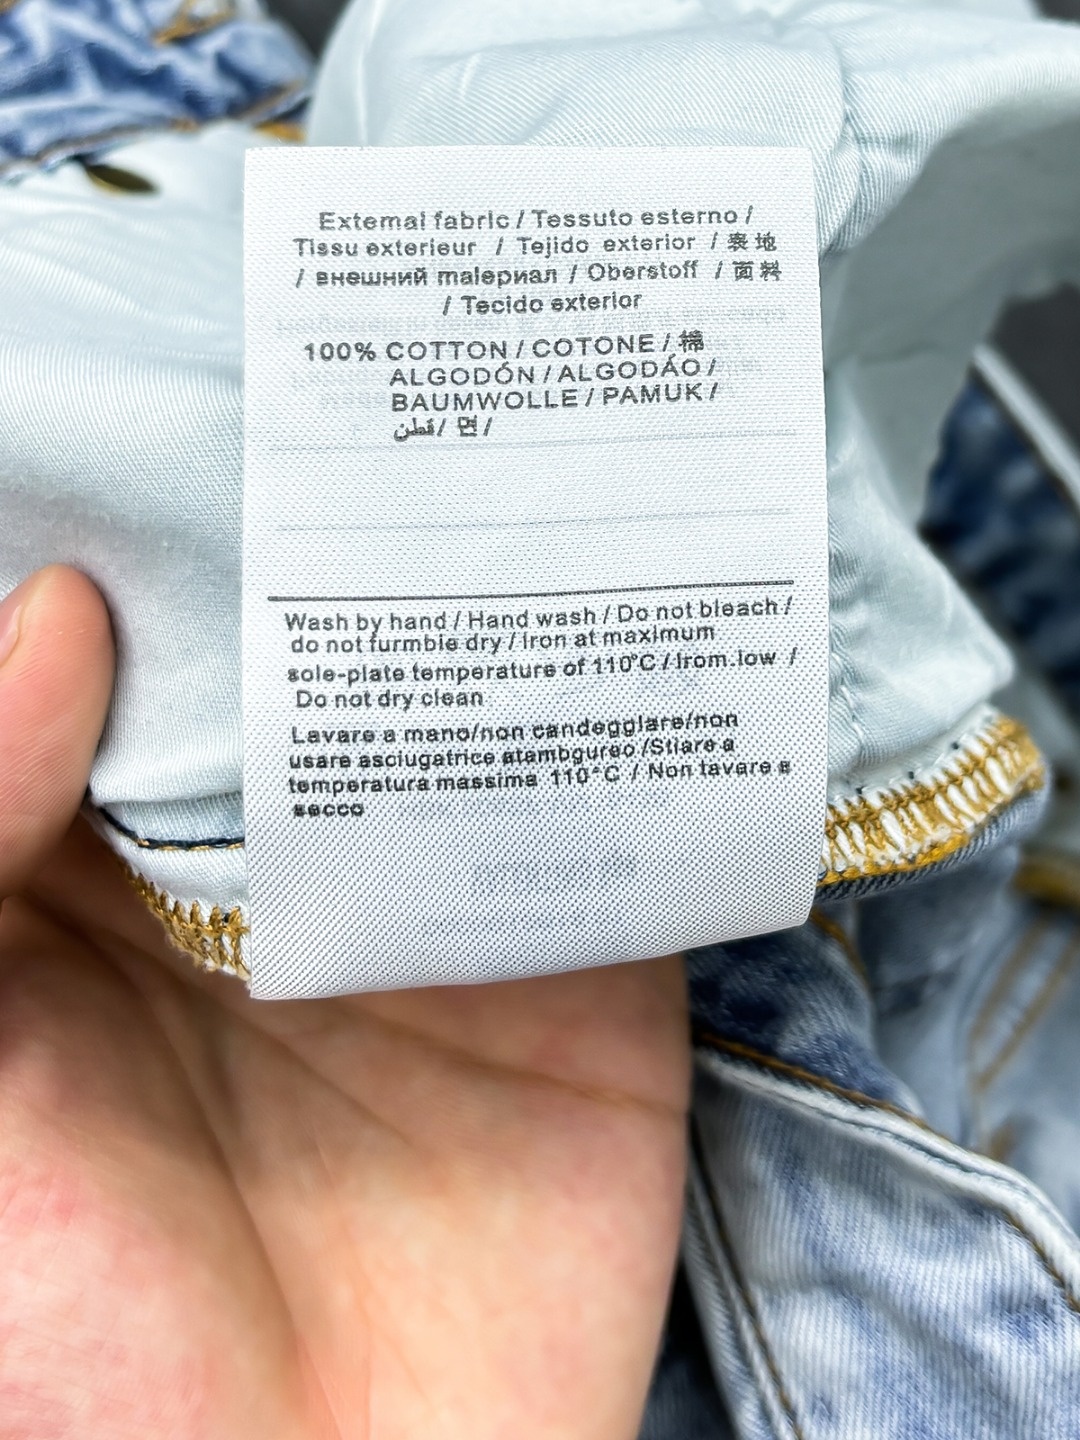 External fabric / Tessuto esterno /
Tissu exterieur / Tejido exterior / 表地
/ внешний malepиaл / Oberstoff / 面料
/ Tecido exterior
100% COTTON / COTONE / 棉
ALGODÓN / ALGODÁO /
BAUMWOLLE / PAMUK /
قطن / 면 /
Wash by hand / Hand wash / Do not bleach /
do not furmbie dry / Iron at maximum
sole-plate temperature of 110°C / Irom.low /
Do not dry clean
Lavare a mano/non candegglare/non
usare asciugatrice atambgureo /Stiare a
temperatura massima 110°C / Non tavare a
secco